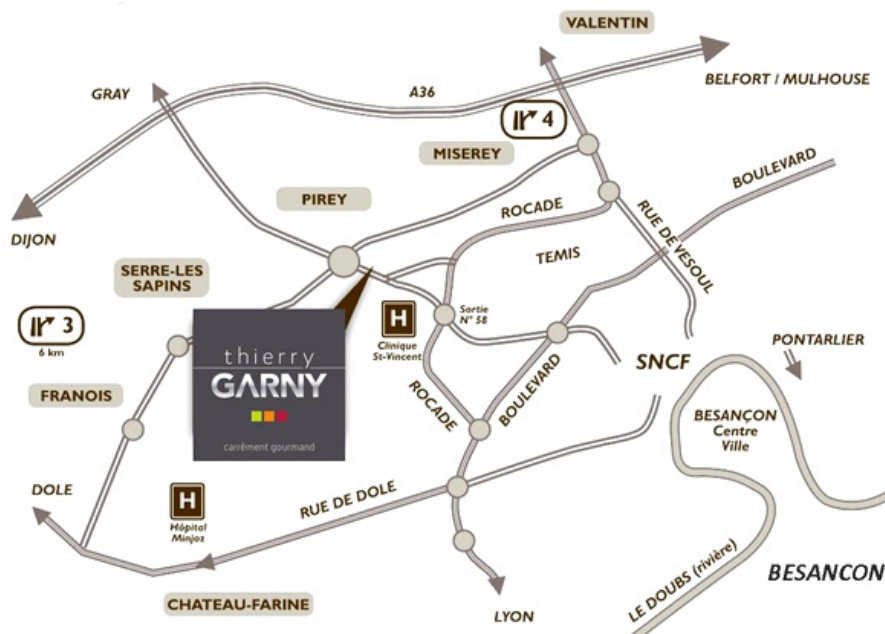 VALENTIN
BELFORT / MULHOUSE
GRAY
A36
4
MISEREY
BOULEVARD
PIREY
ROCADE
RUE DE VESOUL
DIJON
TEMIS
SERRE-LES
SAPINS
3
6 km
H
Clinique
St-Vincent
Sortie
N° 58
thierry
GARNY
carrément gourmand
PONTARLIER
SNCF
FRANOIS
ROCADE
BOULEVARD
BESANÇON
Centre
Ville
DOLE
H
Hôpital
Minjoz
RUE DE DOLE
LE DOUBS (rivière)
BESANCON
CHATEAU-FARINE
LYON